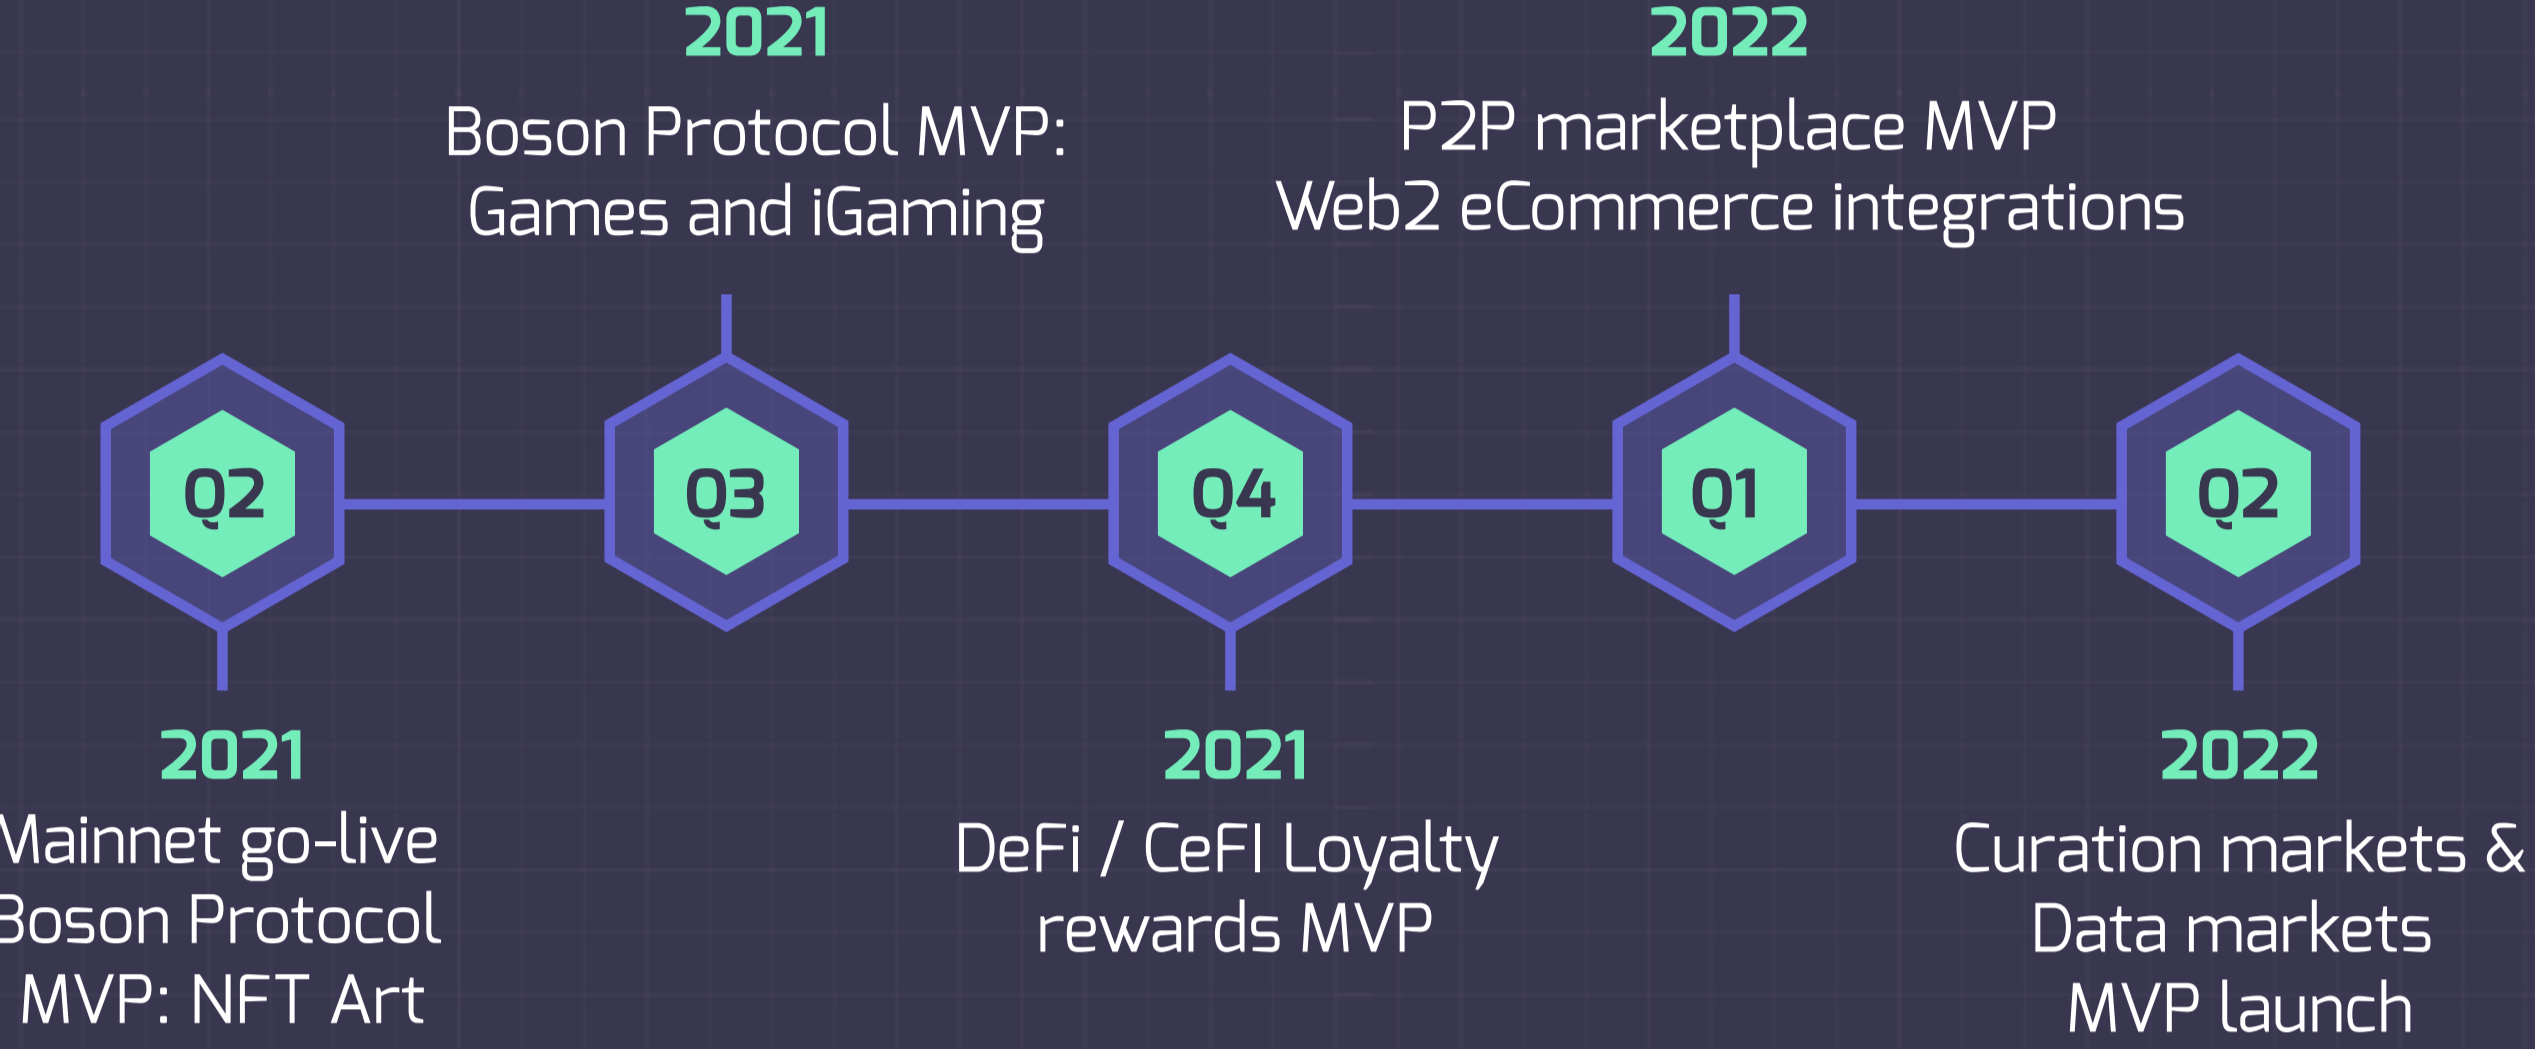 2021
Boson Protocol MVP:
Games and iGaming
2022
P2P marketplace MVP
Web2 eCommerce integrations
Q2
Q3
Q4
Q1
Q2
2021
Mainnet go-live
Boson Protocol
MVP: NFT Art
2021
DeFi / CeFI Loyalty
rewards MVP
2022
Curation markets &
Data markets
MVP launch